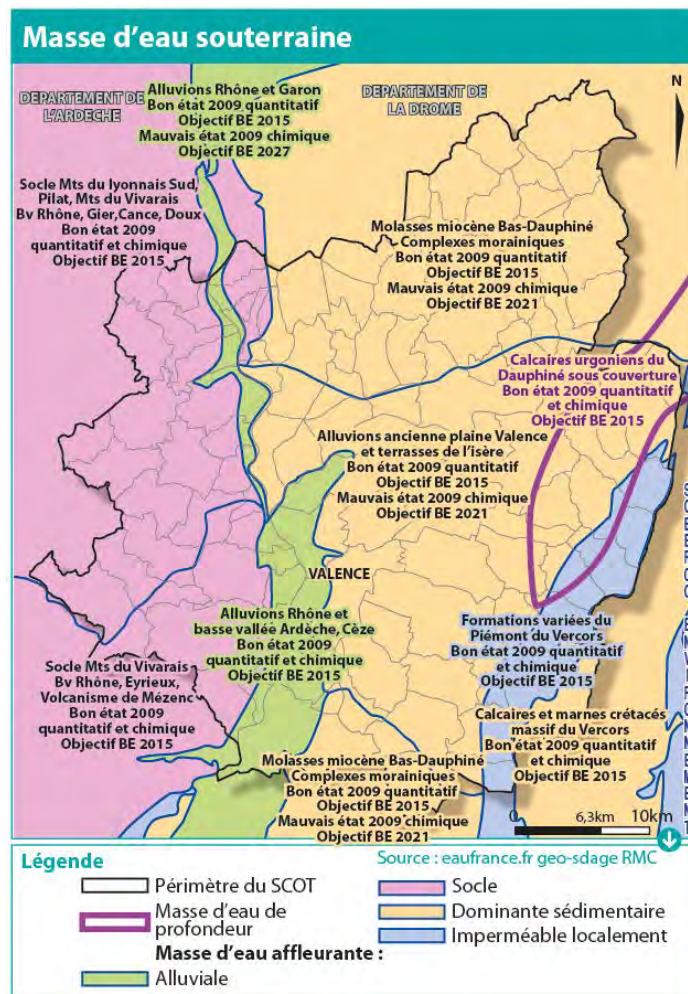 Masse d'eau souterraine
DEPARTEMENT DE
L'ARDECHE
Alluvions Rhône et Garon
Bon état 2009 quantitatif
Objectif BE 2015
Mauvais état 2009 chimique
Objectif BE 2027
DEPARTEMENT DE
LA DROME
N
Socle Mts du lyonnais Sud,
Pilat, Mts du Vivarais
Bv Rhône, Gier,Cance, Doux
Bon état 2009
quantitatif et chimique
Objectif BE 2015
Molasses miocène Bas-Dauphiné
Complexes morainiques
Bon état 2009 quantitatif
Objectif BE 2015
Mauvais état 2009 chimique
Objectif BE 2021
Calcaires urgoniens du
Dauphiné sous couverture
Bon état 2009 quantitatif
et chimique
Objectif BE 2015
Alluvions ancienne plaine Valence
et terrasses de l'isère
Bon état 2009 quantitatif
Objectif BE 2015
Mauvais état 2009 chimique
Objectif BE 2021
VALENCE
Alluvions Rhône et
basse vallée Ardèche, Cèze
Bon état 2009
quantitatif et chimique
Objectif BE 2015
Formations variées du
Piémont du Vercors
Bon état 2009 quantitatif
et chimique
Objectif BE 2015
Socle Mts du Vivarais
Bv Rhône, Eyrieux,
Volcanisme de Mézenc
Bon état 2009
quantitatif et chimique
Objectif BE 2015
Calcaires et marnes crétacés
massif du Vercors
Bon état 2009 quantitatif
et chimique
Objectif BE 2015
Molasses miocène Bas-Dauphiné
Complexes morainiques
Bon état 2009 quantitatif
Objectif BE 2015
Mauvais état 2009 chimique
Objectif BE 2021
0 6,3km 10km
Légende
Source : eaufrance.fr geo-sdage RMC
Périmètre du SCOT
Masse d'eau de
profondeur
Masse d'eau affleurante :
Alluviale
Socle
Dominante sédimentaire
Imperméable localement